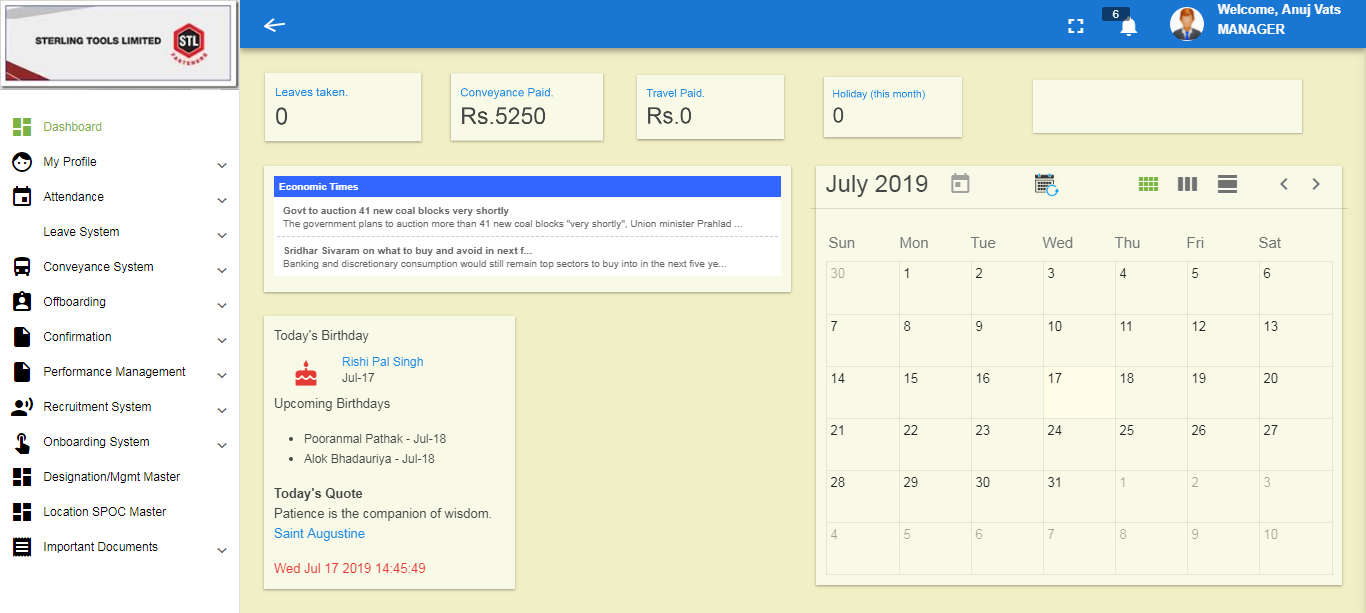 STERLING TOOLS LIMITED
STL
FASTENERS
6
Welcome, Anuj Vats
MANAGER
Dashboard
My Profile
Attendance
Leave System
Conveyance System
Offboarding
Confirmation
Performance Management
Recruitment System
Onboarding System
Designation/Mgmt Master
Location SPOC Master
Important Documents
Leaves taken.
0
Conveyance Paid.
Rs.5250
Travel Paid.
Rs.0
Holiday (this month)
0
Economic Times
Govt to auction 41 new coal blocks very shortly
The government plans to auction more than 41 new coal blocks "very shortly", Union minister Prahlad ...
Sridhar Sivaram on what to buy and avoid in next f...
Banking and discretionary consumption would still remain top sectors to buy into in the next five ye...
Today's Birthday
Rishi Pal Singh
Jul-17
Upcoming Birthdays
Pooranmal Pathak - Jul-18
Alok Bhadauriya - Jul-18
Today's Quote
Patience is the companion of wisdom.
Saint Augustine
Wed Jul 17 2019 14:45:49
July 2019
Sun Mon Tue Wed Thu Fri Sat
30 1 2 3 4 5 6
7 8 9 10 11 12 13
14 15 16 17 18 19 20
21 22 23 24 25 26 27
28 29 30 31 1 2 3
4 5 6 7 8 9 10